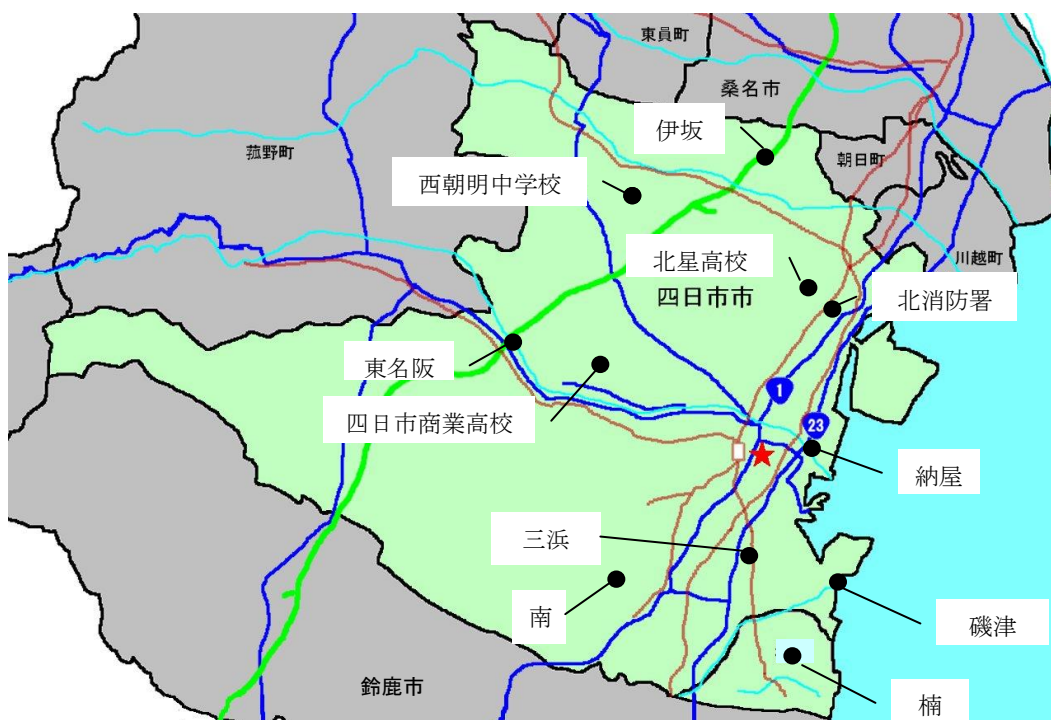 東員町
桑名市
伊坂
菰野町
朝日町
西朝明中学校
北星高校
川越町
四日市市
北消防署
東名阪
1
四日市商業高校
23
納屋
三浜
南
磯津
鈴鹿市
楠